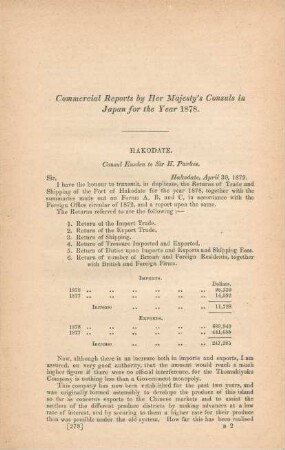 Commercial Reports by Her Majesty's Consuls in
Japan for the Year 1878.
HAKODATE.
Consul Eusden to Sir H. Parkes.
Sir, Hakodate, April 30, 1879.
I have the honour to transmit, in duplicate, the Returns of Trade and
Shipping of the Port of Hakodate for the year 1878, together with the
summaries made out on Forms A, B, and C, in accordance with the
Foreign Office circular of 1872, and a report upon the same.
The Returns referred to are the following:—
1. Return of the Import Trade.
2. Return of the Export Trade.
3. Return of Shipping.
4. Return of Treasure Imported and Exported.
5. Return of Duties upon Imports and Exports and Shipping Fees.
6. Return of number of British and Foreign Residents, together
with British and Foreign Firms.
IMPORTS.
Dollars.
1878 .. .. .. .. .. ..
1877 .. .. .. .. .. ..
Increase .. .. .. ..
EXPORTS.
1878 .. .. .. .. .. ..
1877 .. .. .. .. .. ..
Increase .. .. .. ..
Now, although there is an increase both in imports and exports, I am
assured, on very good authority, that the amount would reach a much
higher figure if there were no official interference, for the
Company is nothing less than a Government monopoly.
This company has now been established for the past two years, and
was originally formed ostensibly to develope the produce of this island
as far as concerns exports to the Chinese markets and to assist the
settlers of the different produce districts by making advances at a low
rate of interest, and by securing to them a higher rate for their produce
than was possible under the old system. How far this has been realised
[278] B 2